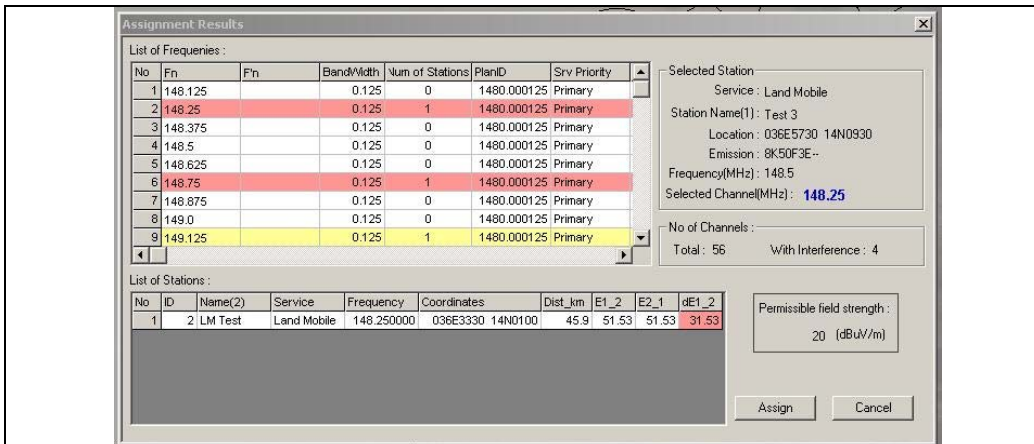 Assignment Results
List of Frequenies :
No Fn F'n BandWidth Num of Stations PlanID Srv Priority
1 148.125 0.125 0 1480.000125 Primary
2 148.25 0.125 1 1480.000125 Primary
3 148.375 0.125 0 1480.000125 Primary
4 148.5 0.125 0 1480.000125 Primary
5 148.625 0.125 0 1480.000125 Primary
6 148.75 0.125 1 1480.000125 Primary
7 148.875 0.125 0 1480.000125 Primary
8 149.0 0.125 0 1480.000125 Primary
9 149.125 0.125 1 1480.000125 Primary
Selected Station
Service : Land Mobile
Station Name(1) : Test 3
Location : 036E5730 14N0930
Emission : 8K50F3E--
Frequency(MHz) : 148.5
Selected Channel(MHz) : 148.25
No of Channels :
Total : 56 With Interference : 4
List of Stations :
No ID Name(2) Service Frequency Coordinates Dist_km E1_2 E2_1 dE1_2
1 2 LM Test Land Mobile 148.250000 036E3330 14N0100 45.9 51.53 51.53 31.53
Permissible field strength :
20 (dBuV/m)
Assign Cancel